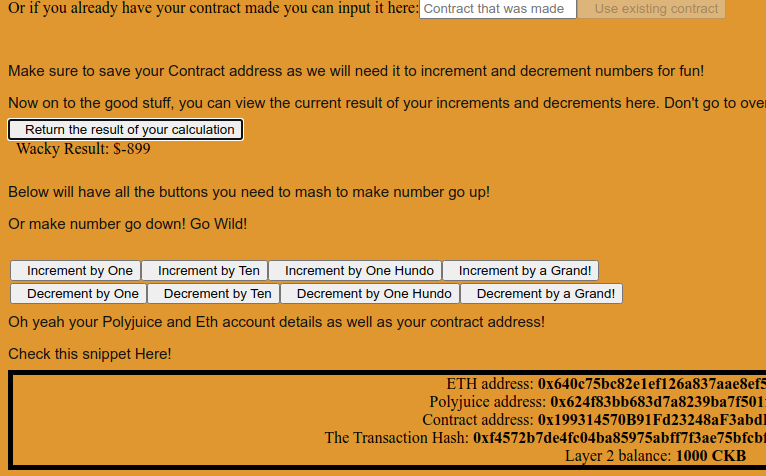 Or if you already have your contract made you can input it here: Contract that was made Use existing contract
Make sure to save your Contract address as we will need it to increment and decrement numbers for fun!
Now on to the good stuff, you can view the current result of your increments and decrements here. Don't go to over
Return the result of your calculation
Wacky Result: $-899
Below will have all the buttons you need to mash to make number go up!
Or make number go down! Go Wild!
Increment by One Increment by Ten Increment by One Hundo Increment by a Grand!
Decrement by One Decrement by Ten Decrement by One Hundo Decrement by a Grand!
Oh yeah your Polyjuice and Eth account details as well as your contract address!
Check this snippet Here!
ETH address: 0x640c75bc82e1ef126a837aae8ef5
Polyjuice address: 0x624f83bb683d7a8239ba7f501
Contract address: 0x199314570B91Fd23248aF3abd
The Transaction Hash: 0xf4572b7de4fc04ba85975abff7f3ae75bfcbf
Layer 2 balance: 1000 CKB